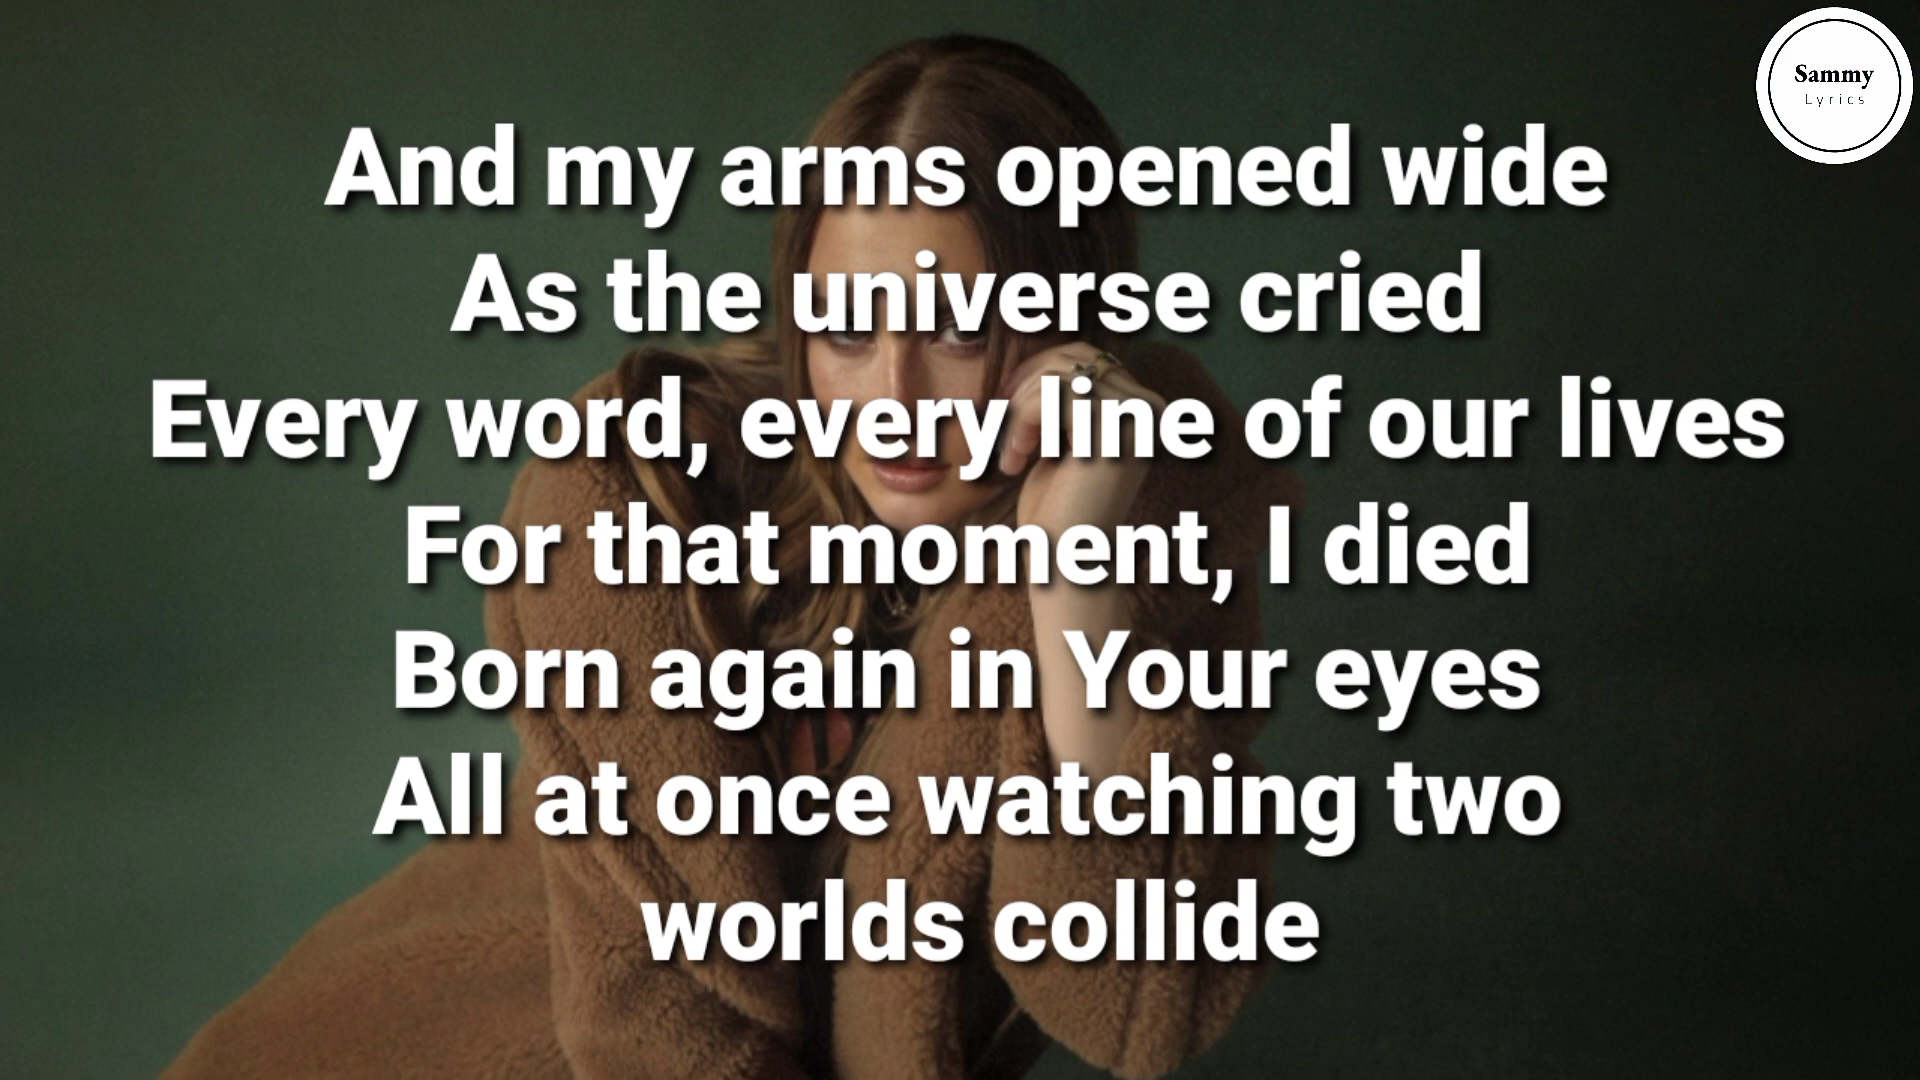 Sammy
Lyrics
And my arms opened wide
As the universe cried
Every word, every line of our lives
For that moment, I died
Born again in Your eyes
All at once watching two
worlds collide